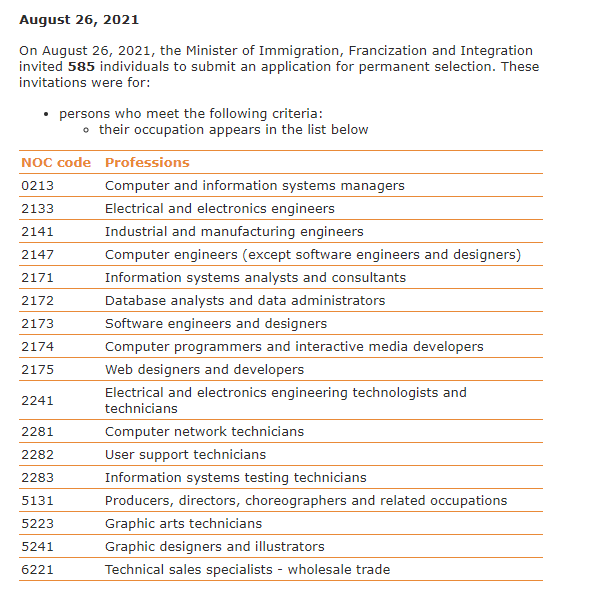 August 26, 2021
On August 26, 2021, the Minister of Immigration, Francization and Integration
invited 585 individuals to submit an application for permanent selection. These
invitations were for:
• persons who meet the following criteria:
◦ their occupation appears in the list below
NOC code Professions
0213 Computer and information systems managers
2133 Electrical and electronics engineers
2141 Industrial and manufacturing engineers
2147 Computer engineers (except software engineers and designers)
2171 Information systems analysts and consultants
2172 Database analysts and data administrators
2173 Software engineers and designers
2174 Computer programmers and interactive media developers
2175 Web designers and developers
2241 Electrical and electronics engineering technologists and
technicians
2281 Computer network technicians
2282 User support technicians
2283 Information systems testing technicians
5131 Producers, directors, choreographers and related occupations
5223 Graphic arts technicians
5241 Graphic designers and illustrators
6221 Technical sales specialists - wholesale trade